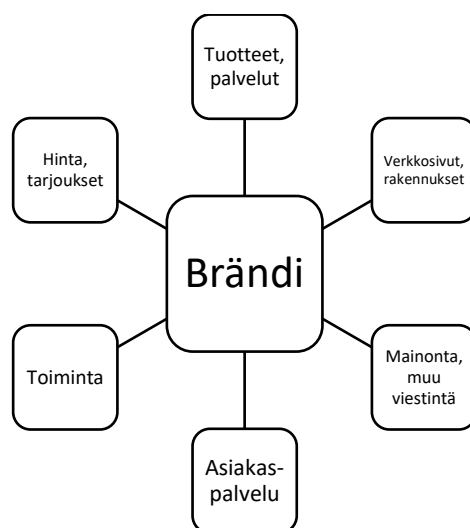 Tuotteet,
palvelut
Hinta,
tarjoukset
Verkkosivut,
rakennukset
Brändi
Toiminta
Mainonta,
muu
viestintä
Asiakas-
palvelu